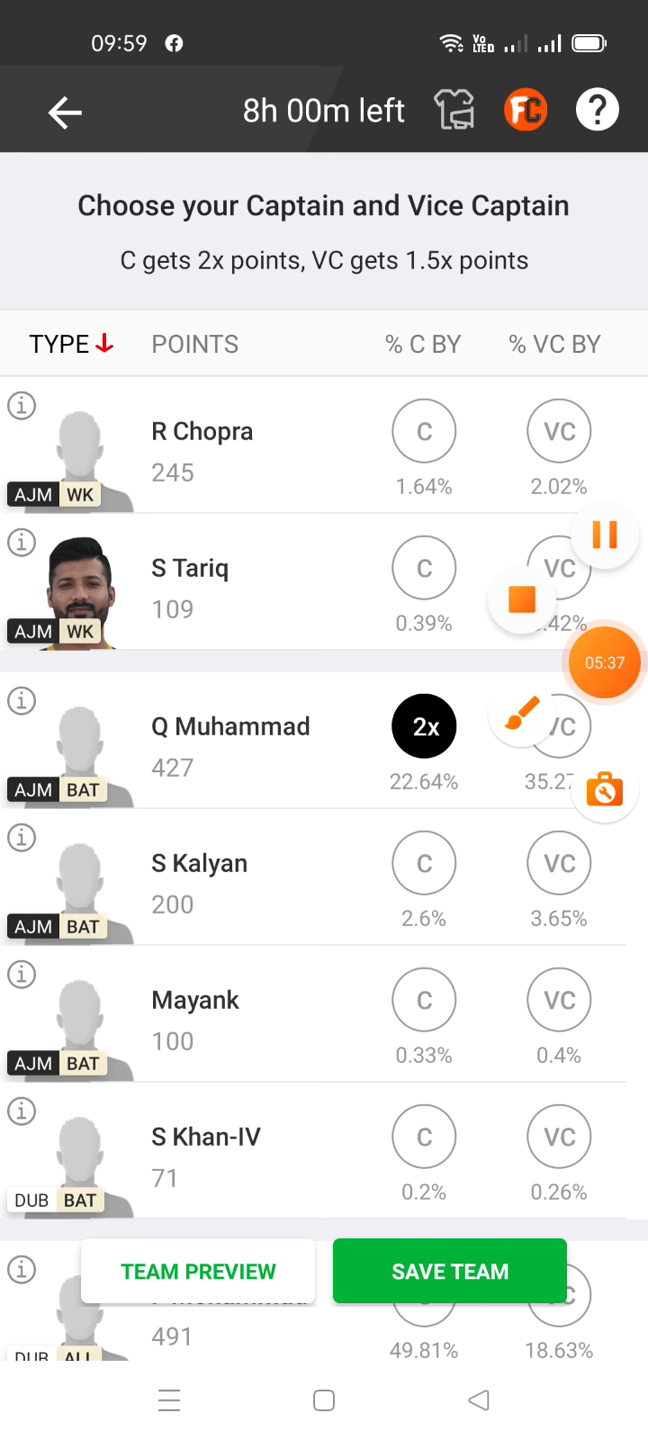 09:59
Vo LTED
8h 00m left
FC
?
Choose your Captain and Vice Captain
C gets 2x points, VC gets 1.5x points
TYPE POINTS % C BY % VC BY
R Chopra
245
AJM WK
C
1.64%
VC
2.02%
S Tariq
109
AJM WK
C
0.39%
VC
.42%
05:37
Q Muhammad
427
AJM BAT
2x
22.64%
VC
35.27
S Kalyan
200
AJM BAT
C
2.6%
VC
3.65%
Mayank
100
AJM BAT
C
0.33%
VC
0.4%
S Khan-IV
71
DUB BAT
C
0.2%
VC
0.26%
TEAM PREVIEW
SAVE TEAM
491
DUB ALL
49.81%
18.63%